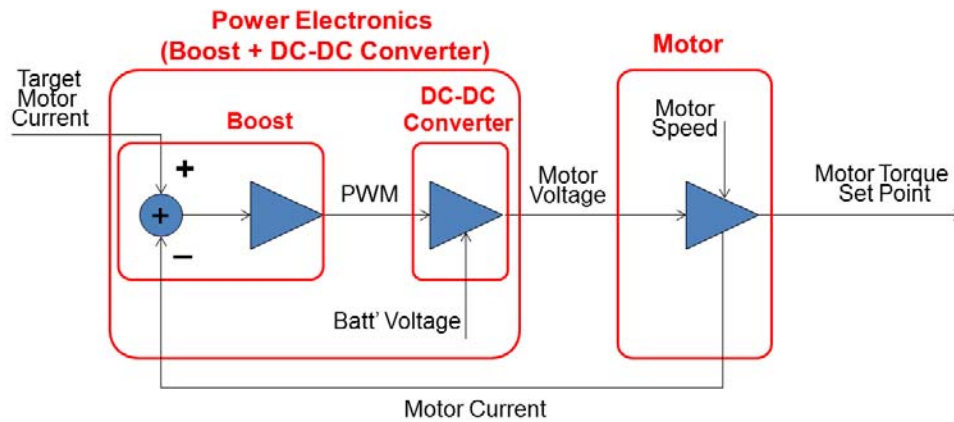 Power Electronics
(Boost + DC-DC Converter)
Motor
Target
Motor
Current
Boost
DC-DC
Converter
Motor
Speed
+
+
−
PWM
Motor
Voltage
Motor Torque
Set Point
Batt’ Voltage
Motor Current